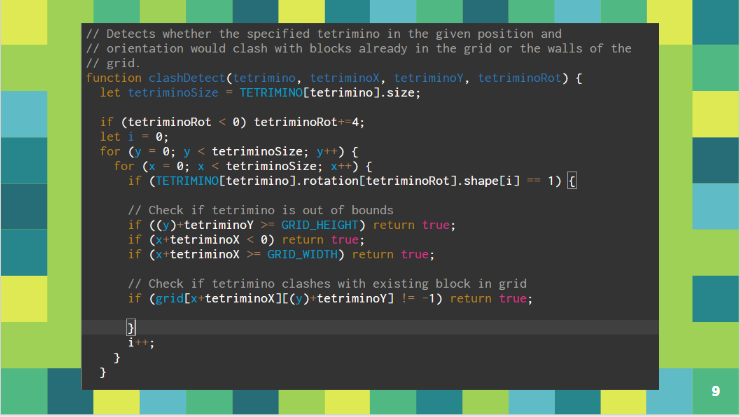 // Detects whether the specified tetrimino in the given position and
// orientation would clash with blocks already in the grid or the walls of the
// grid.
function clashDetect(tetrimino, tetriminoX, tetriminoY, tetriminoRot) {
let tetriminoSize = TETRIMINO[tetrimino].size;
if (tetriminoRot < 0) tetriminoRot+=4;
let i = 0;
for (y = 0; y < tetriminoSize; y++) {
for (x = 0; x < tetriminoSize; x++) {
if (TETRIMINO[tetrimino].rotation[tetriminoRot].shape[i] == 1) {
// Check if tetrimino is out of bounds
if ((y)+tetriminoY >= GRID_HEIGHT) return true;
if (x+tetriminoX < 0) return true;
if (x+tetriminoX >= GRID_WIDTH) return true;
// Check if tetrimino clashes with existing block in grid
if (grid[x+tetriminoX][(y)+tetriminoY] != -1) return true;
}
i++;
}
}
9